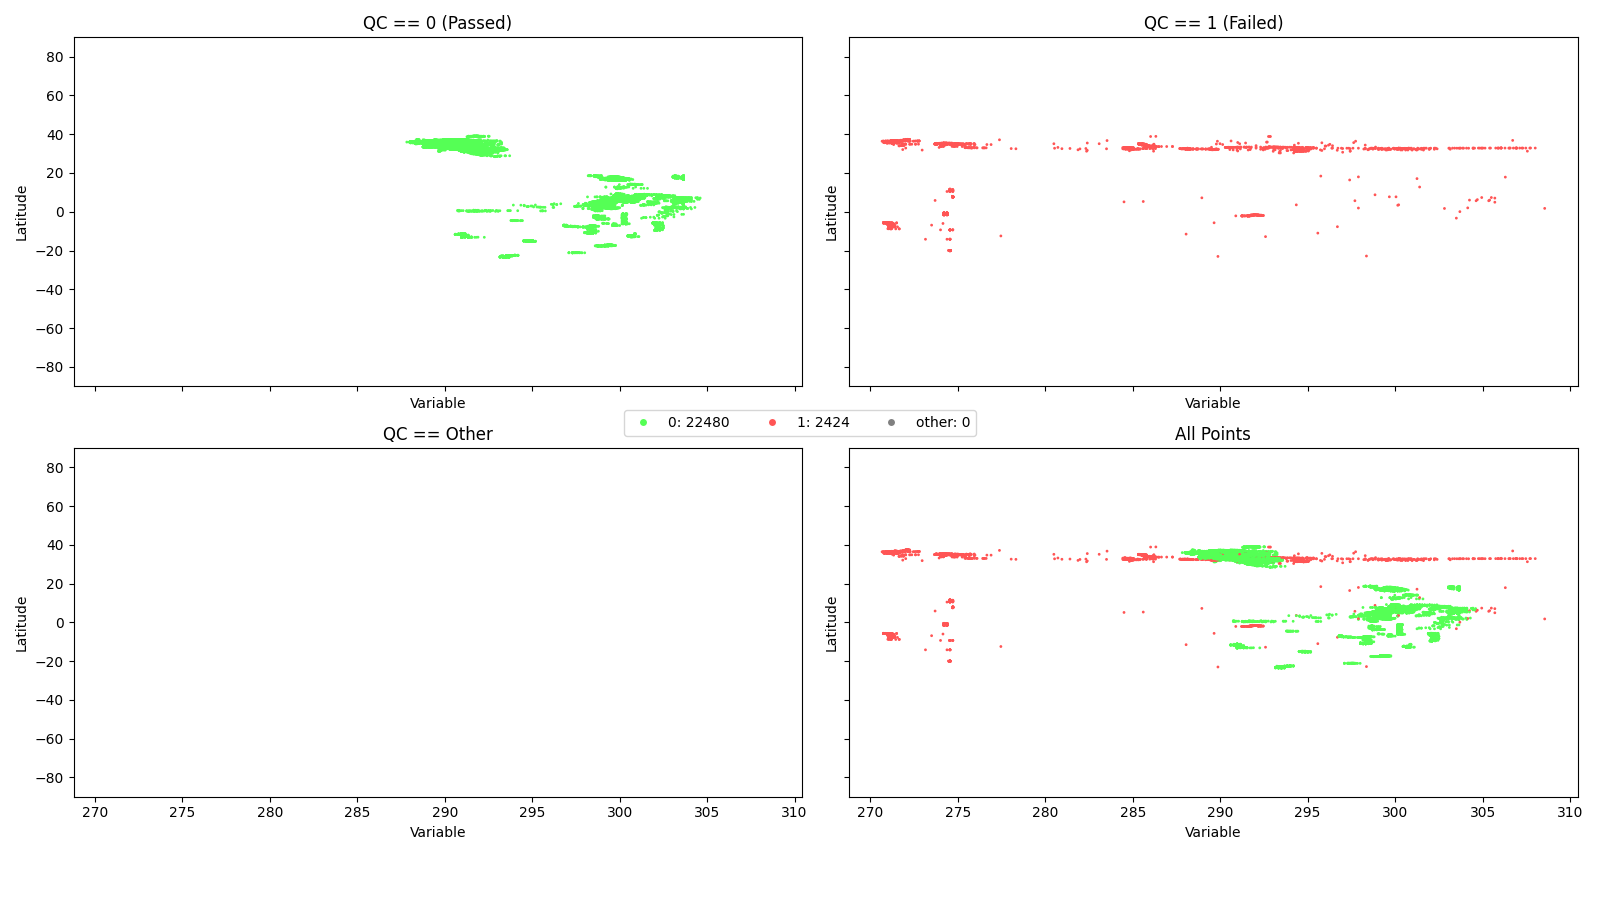 QC == 0 (Passed)
QC == 1 (Failed)
80
60
40
20
0
−20
−40
−60
−80
Latitude
Latitude
Variable
Variable
0: 22480 1: 2424 other: 0
QC == Other
All Points
80
60
40
20
0
−20
−40
−60
−80
Latitude
Latitude
270 275 280 285 290 295 300 305 310
270 275 280 285 290 295 300 305 310
Variable
Variable